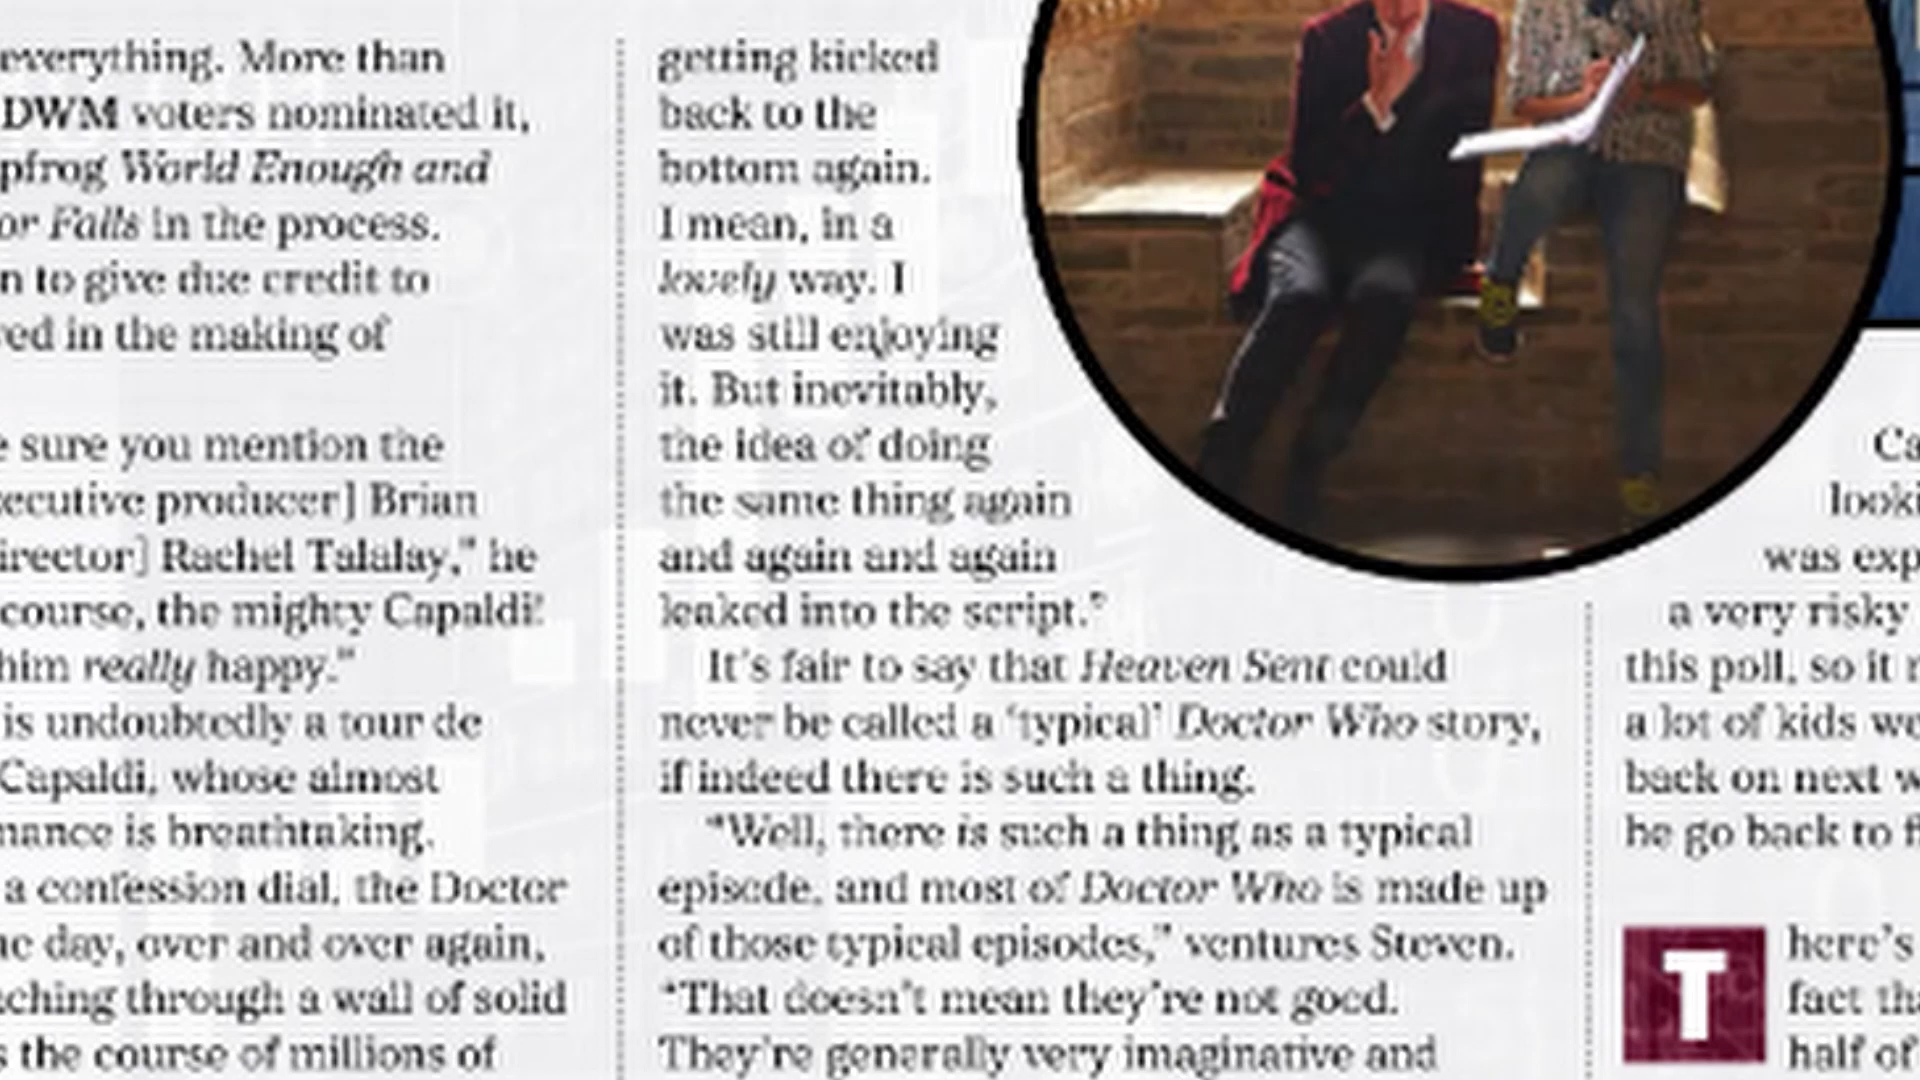 everything. More than
DWM voters nominated it,
pfrog World Enough and
or Falls in the process.
n to give due credit to
ved in the making of
e sure you mention the
xecutive producer] Brian
irector] Rachel Talalay," he
course, the mighty Capaldi!
him really happy."
is undoubtedly a tour de
Capaldi, whose almost
mance is breathtaking.
a confession dial, the Doctor
ne day, over and over again,
nching through a wall of solid
s the course of millions of
getting kicked
back to the
bottom again.
I mean, in a
lovely way. I
was still enjoying
it. But inevitably,
the idea of doing
the same thing again
and again and again
leaked into the script."
It's fair to say that Heaven Sent could
never be called a 'typical' Doctor Who story,
if indeed there is such a thing.
"Well, there is such a thing as a typical
episode, and most of Doctor Who is made up
of those typical episodes," ventures Steven.
"That doesn't mean they're not good.
They're generally very imaginative and
Ca
looki
was exp
a very risky
this poll, so it r
a lot of kids we
back on next w
he go back to fi
There's
fact tha
half of